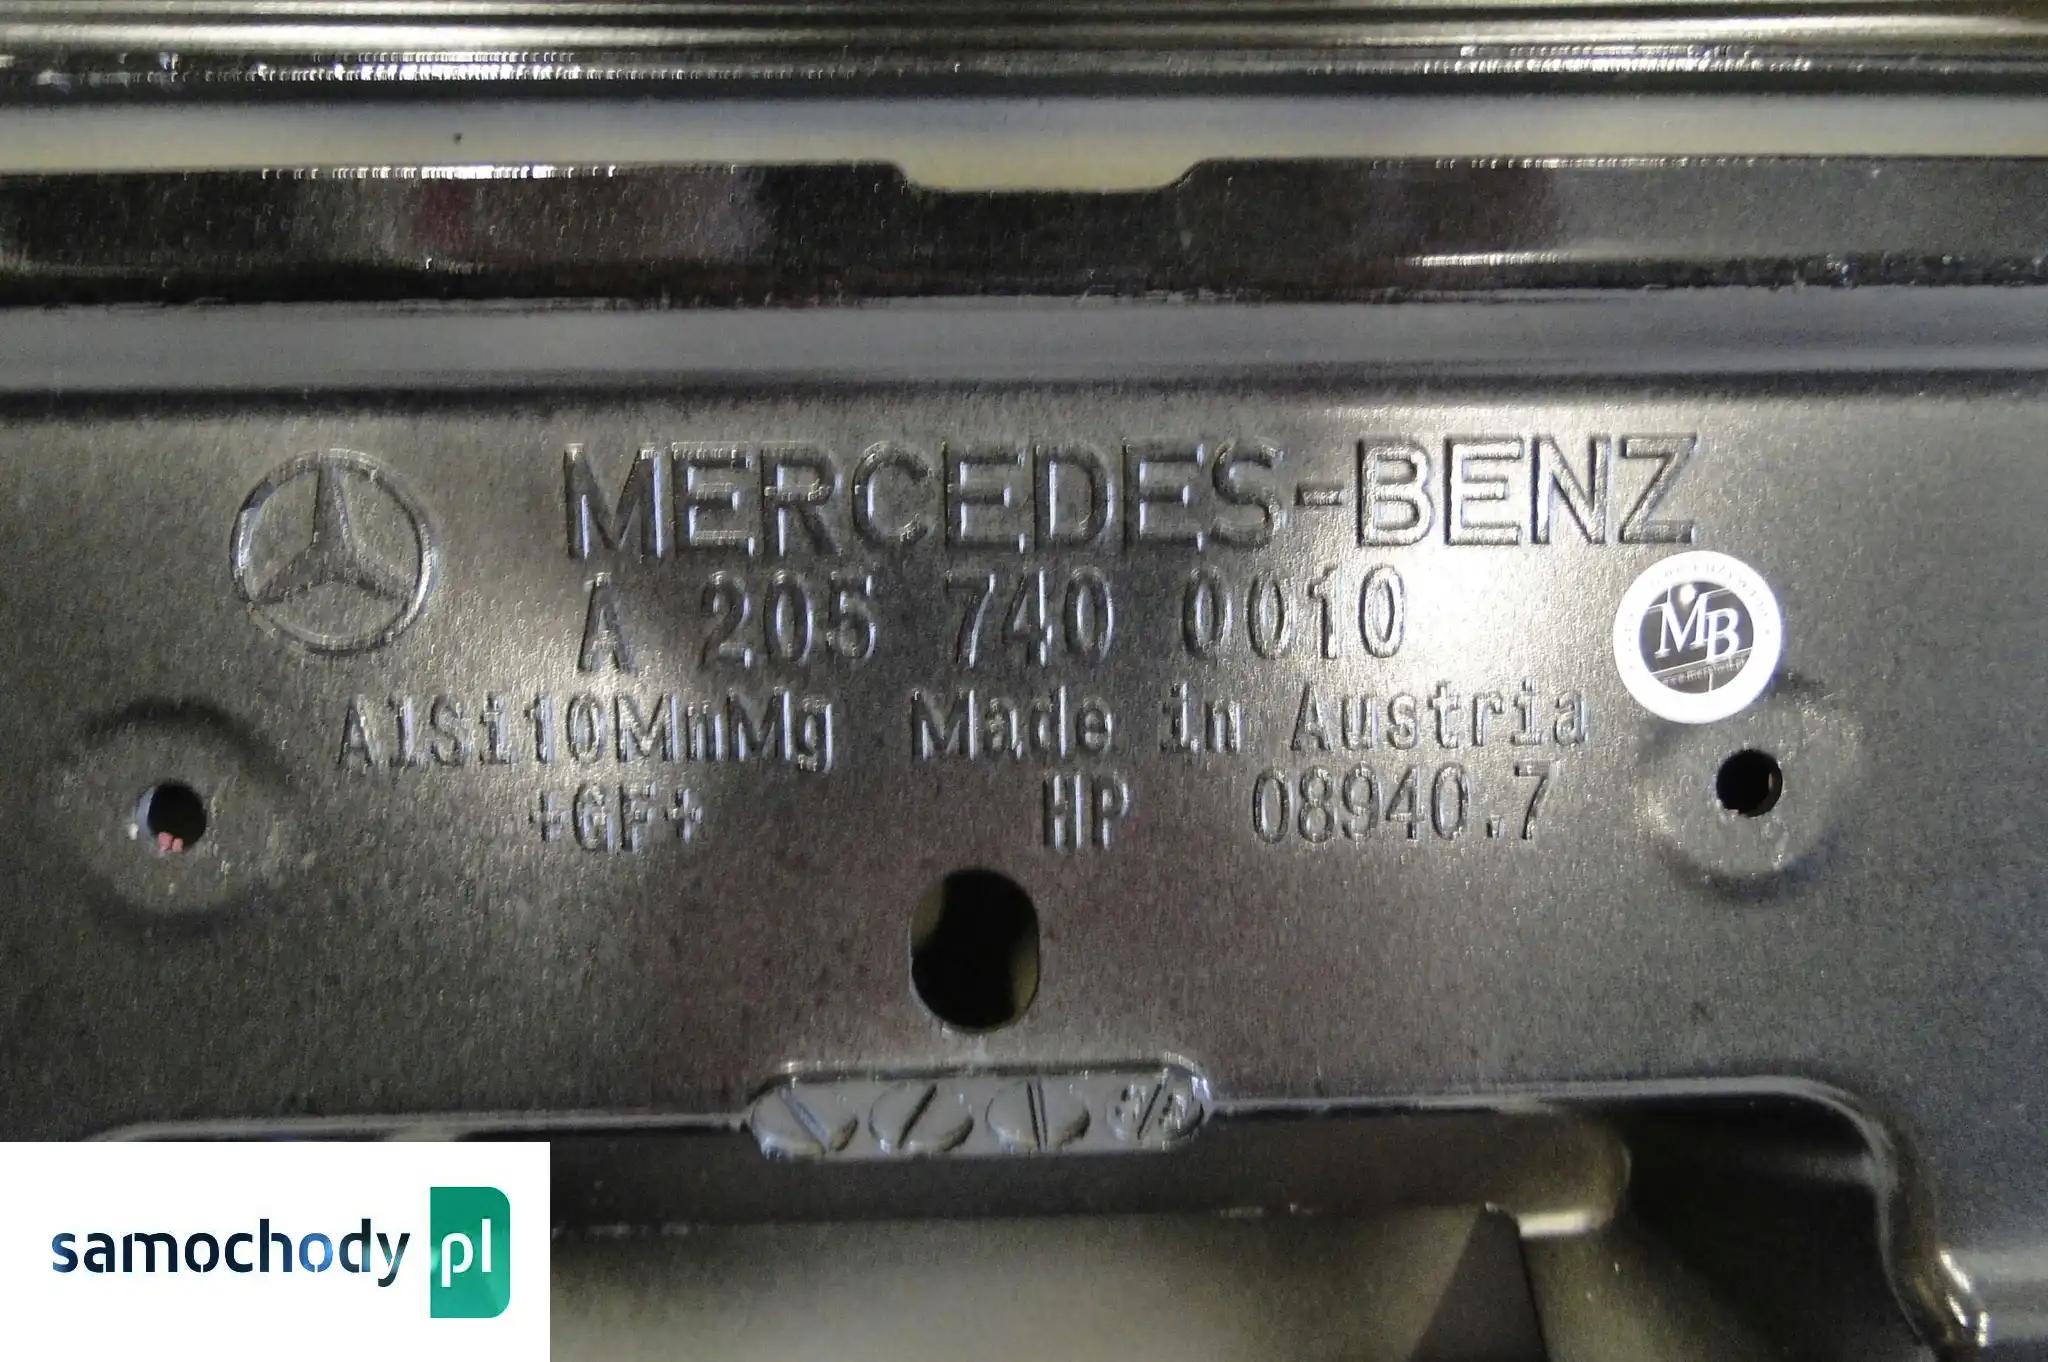 MERCEDES-BENZ
A 205 740 0010
AlSi10MnMg Made in Austria
+GF+ HP 08940.7
MB
samochody pl